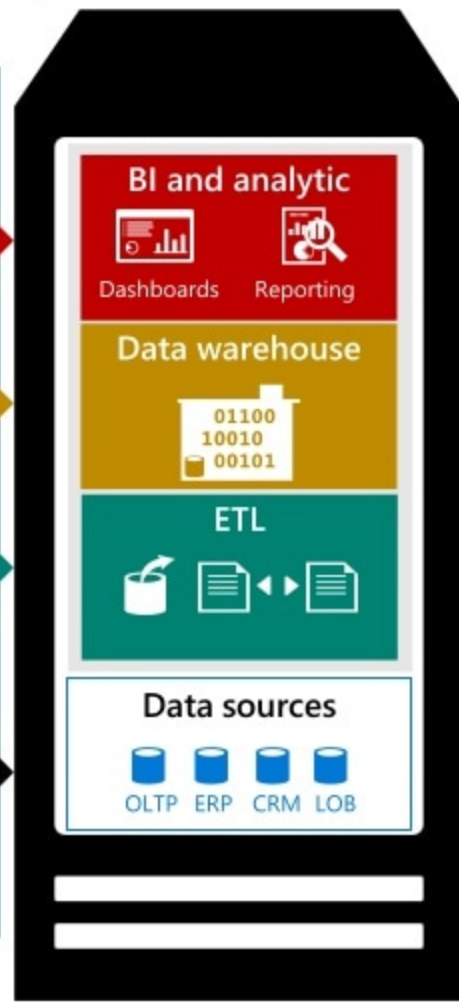 BI and analytic
Dashboards Reporting
Data warehouse
01100
10010
00101
ETL
Data sources
OLTP ERP CRM LOB